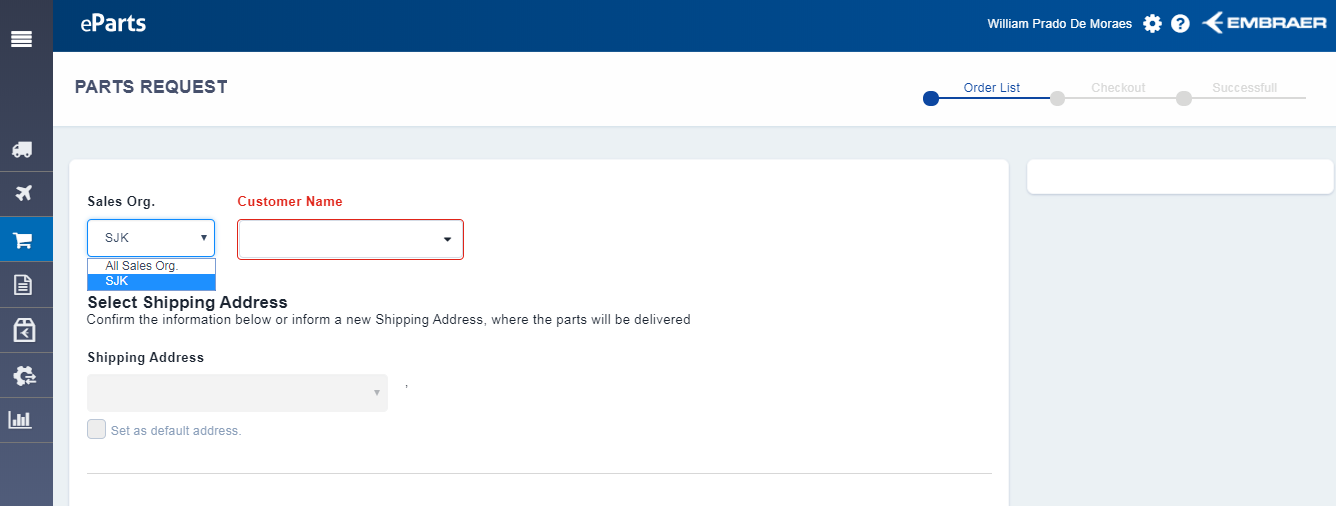 eParts
William Prado De Moraes
EMBRAER
PARTS REQUEST
Order List
Checkout
Successfull
Sales Org.
Customer Name
SJK
All Sales Org.
SJK
Select Shipping Address
Confirm the information below or inform a new Shipping Address, where the parts will be delivered
Shipping Address
,
Set as default address.